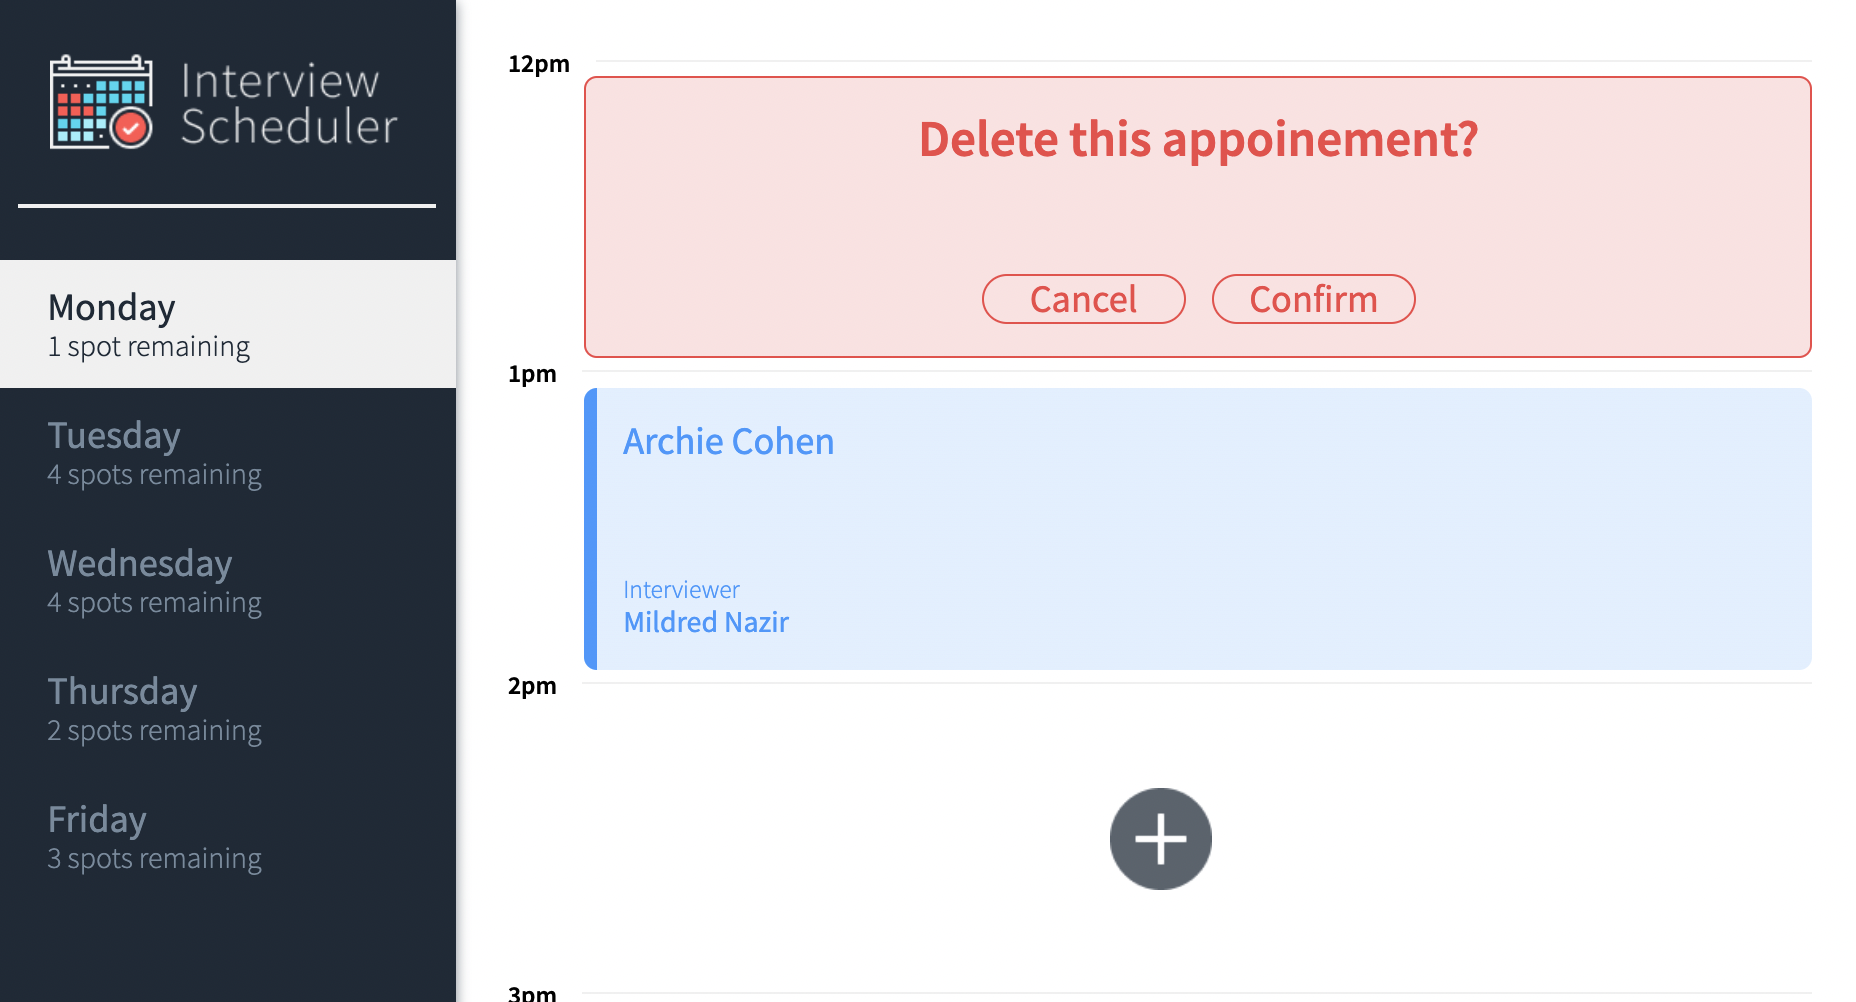 Interview
Scheduler
Monday
1 spot remaining
Tuesday
4 spots remaining
Wednesday
4 spots remaining
Thursday
2 spots remaining
Friday
3 spots remaining
12pm
Delete this appoinement?
Cancel Confirm
1pm
Archie Cohen
Interviewer
Mildred Nazir
2pm
3pm